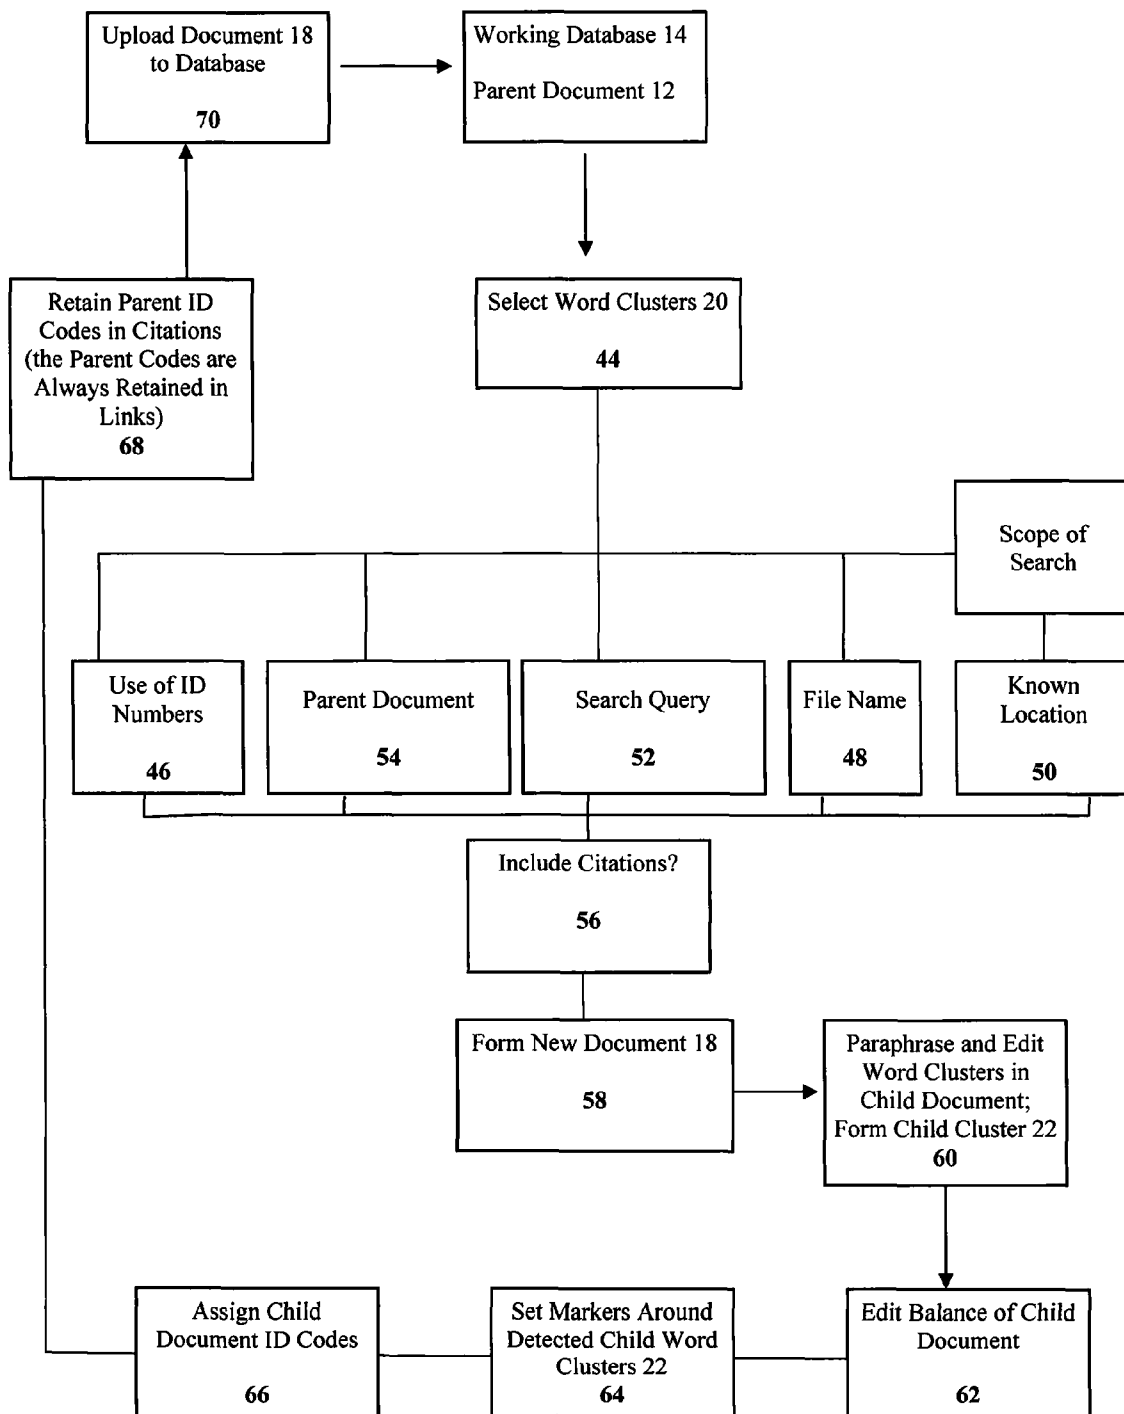 Upload Document 18
to Database
70
Working Database 14
Parent Document 12
Retain Parent ID
Codes in Citations
(the Parent Codes are
Always Retained in
Links)
68
Select Word Clusters 20
44
Scope of
Search
Use of ID
Numbers
46
Parent Document
54
Search Query
52
File Name
48
Known
Location
50
Include Citations?
56
Form New Document 18
58
Paraphrase and Edit
Word Clusters in
Child Document;
Form Child Cluster 22
60
Assign Child
Document ID Codes
66
Set Markers Around
Detected Child Word
Clusters 22
64
Edit Balance of Child
Document
62